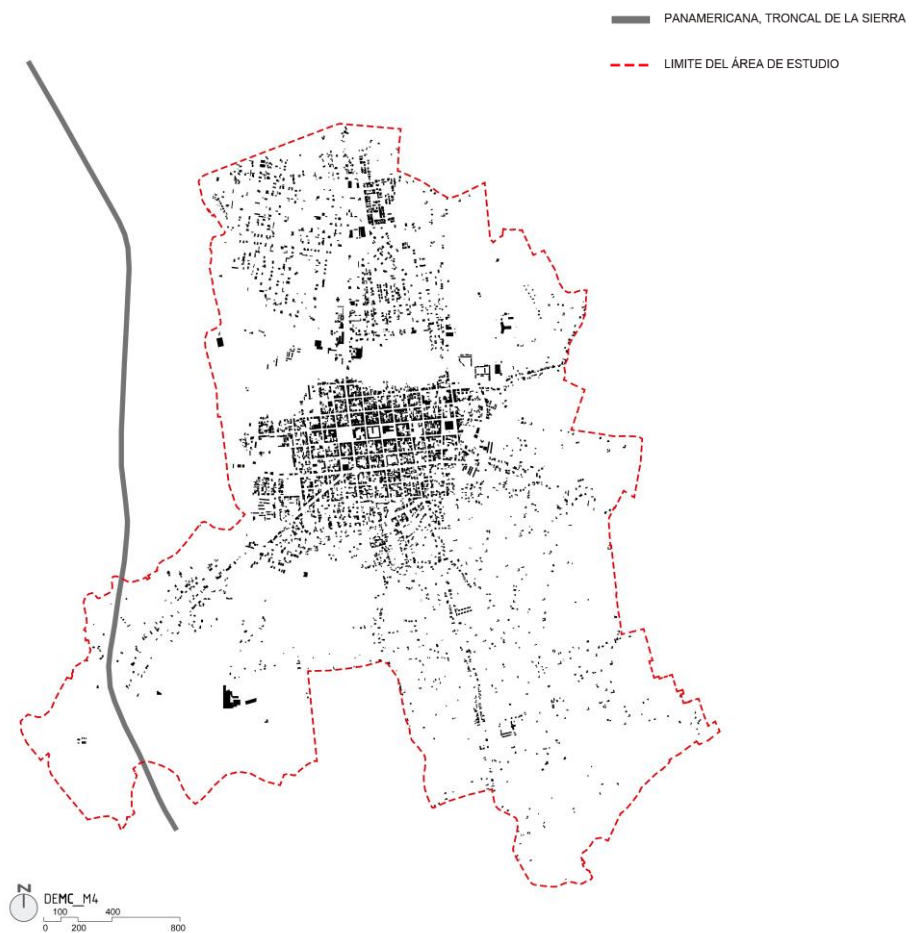 PANAMERICANA, TRONCAL DE LA SIERRA
LIMITE DEL ÁREA DE ESTUDIO
N
DEMC_M4
100 400
0 200 800